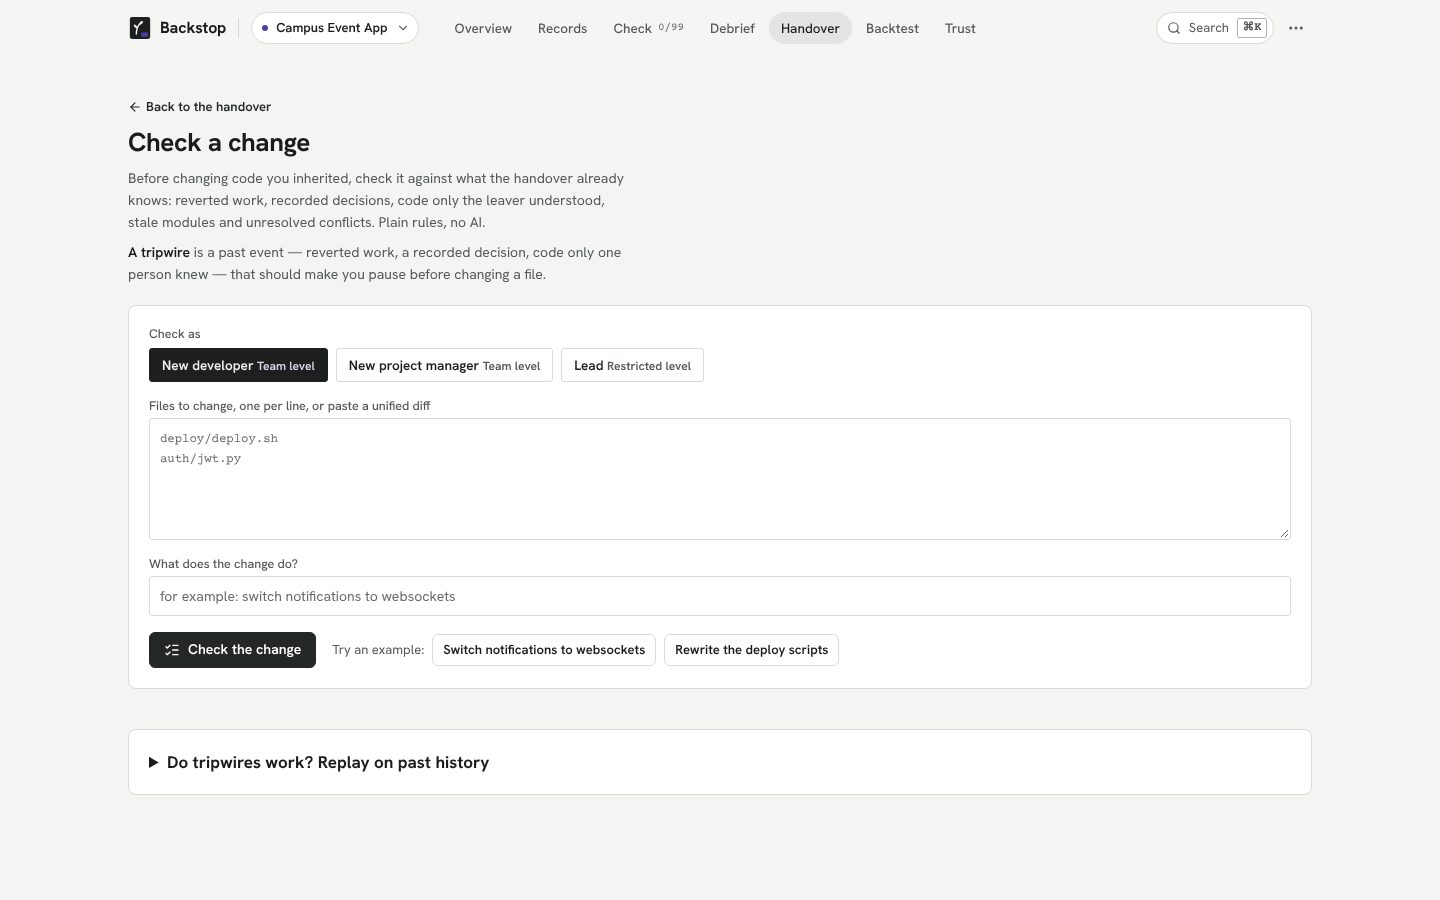 Backstop
Campus Event App
Overview
Records
Check 0/99
Debrief
Handover
Backtest
Trust
Search ⌘K
← Back to the handover
Check a change
Before changing code you inherited, check it against what the handover already
knows: reverted work, recorded decisions, code only the leaver understood,
stale modules and unresolved conflicts. Plain rules, no AI.
A tripwire is a past event — reverted work, a recorded decision, code only one
person knew — that should make you pause before changing a file.
Check as
New developer Team level
New project manager Team level
Lead Restricted level
Files to change, one per line, or paste a unified diff
deploy/deploy.sh
auth/jwt.py
What does the change do?
for example: switch notifications to websockets
Check the change
Try an example:
Switch notifications to websockets
Rewrite the deploy scripts
Do tripwires work? Replay on past history